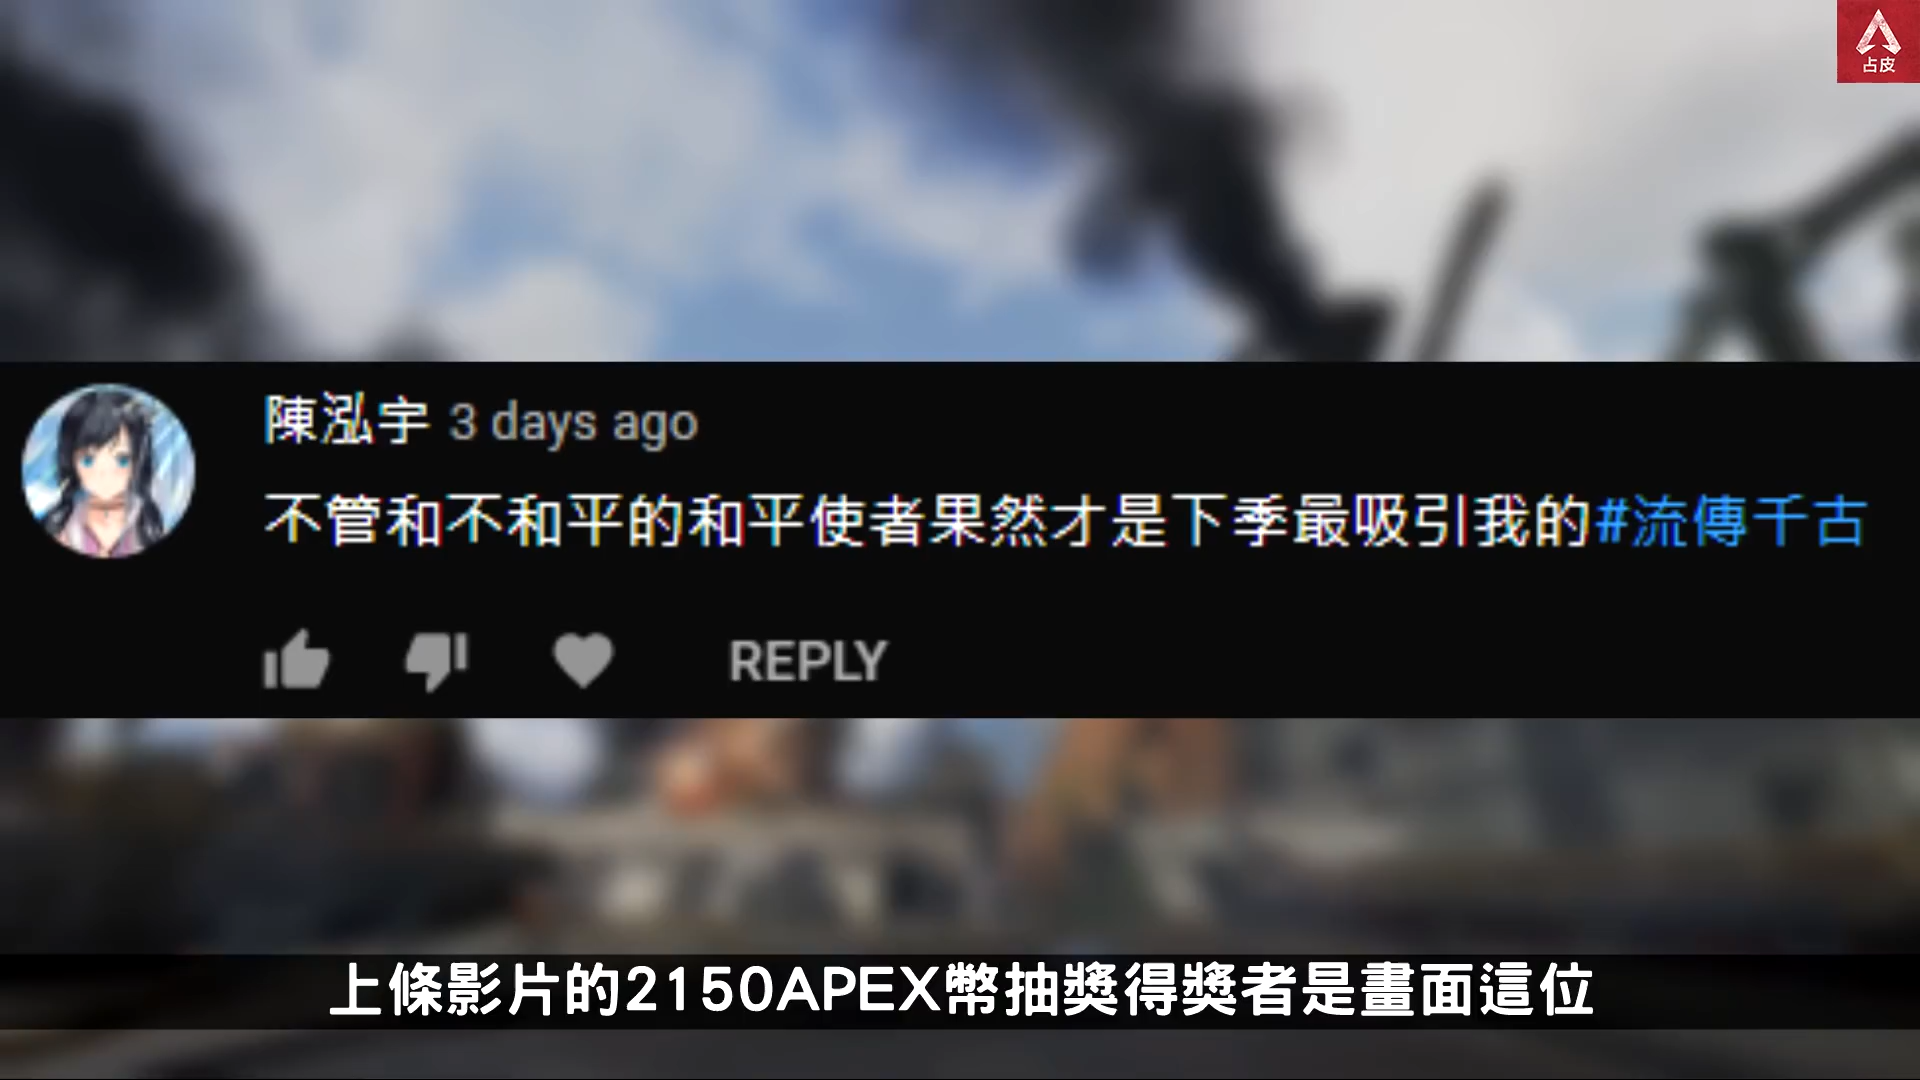 占皮
陳泓宇 3 days ago
不管和不和平的和平使者果然才是下季最吸引我的#流傳千古
REPLY
上條影片的2150APEX幣抽獎得獎者是畫面這位